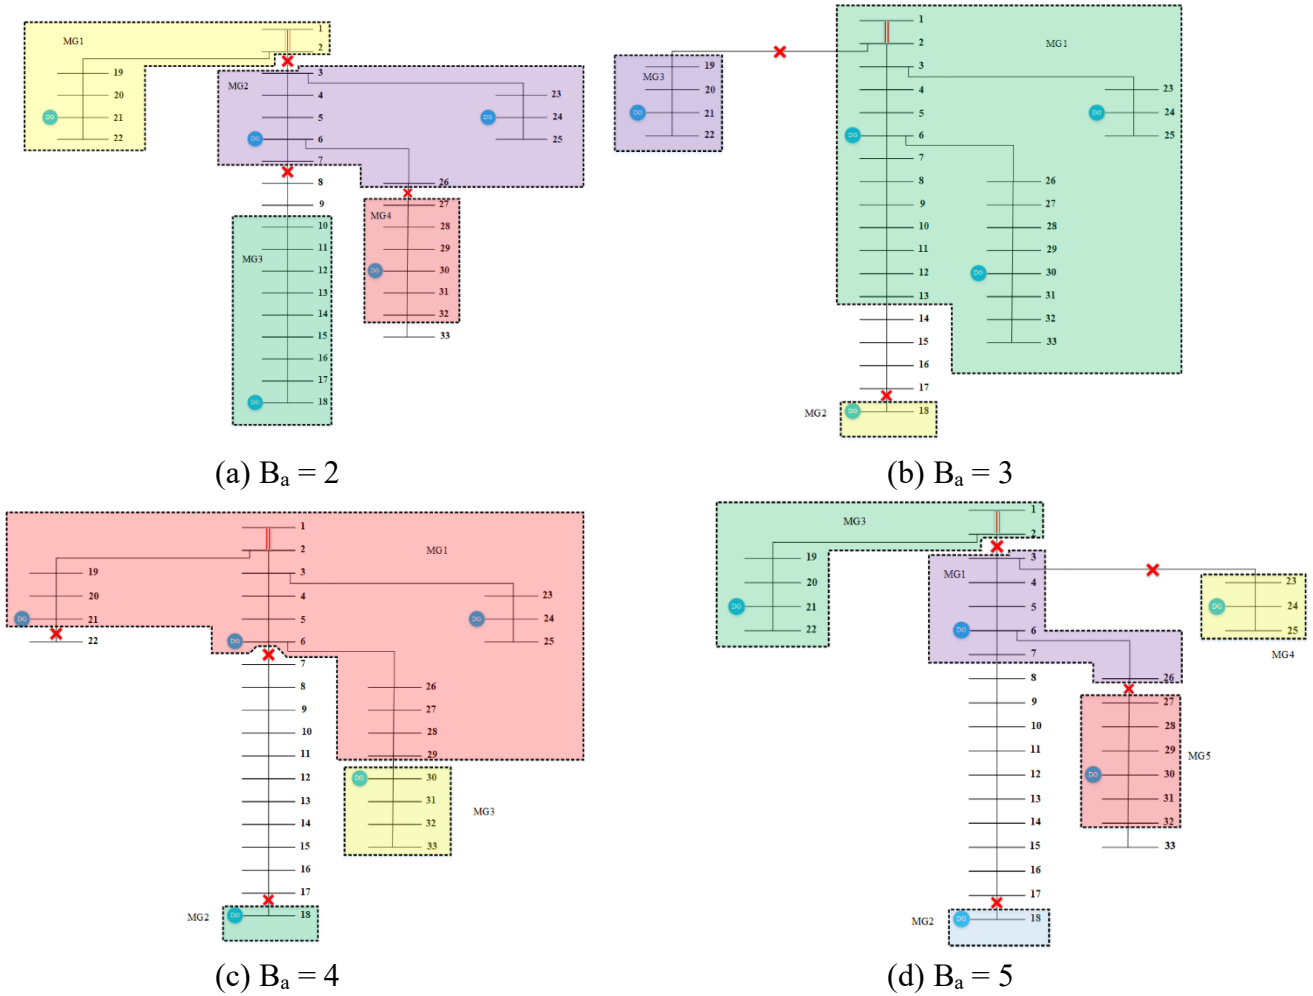 MG1
1
2
19
20
DG 21
22
MG2
3
4
5
DG 6
7
23
DG 24
25
8
9
26
MG4
27
28
29
DG 30
31
32
33
MG3
10
11
12
13
14
15
16
17
DG 18
(a) Bₐ = 2
MG1
1
2
3
4
5
DG 6
7
8
9
10
11
12
13
23
DG 24
25
26
27
28
29
DG 30
31
32
33
MG3
19
20
DG 21
22
14
15
16
17
MG2
DG 18
(b) Bₐ = 3
MG1
1
2
3
4
5
DG 6
19
20
DG 21
22
23
DG 24
25
26
27
28
29
7
8
9
10
11
12
13
14
15
16
17
DG 30
31
32
33
MG3
MG2
DG 18
(c) Bₐ = 4
MG3
1
2
19
20
DG 21
22
MG1
3
4
5
DG 6
7
26
23
DG 24
25
MG4
8
9
10
11
12
13
14
15
16
17
27
28
29
DG 30
31
32
33
MG5
MG2
DG 18
(d) Bₐ = 5